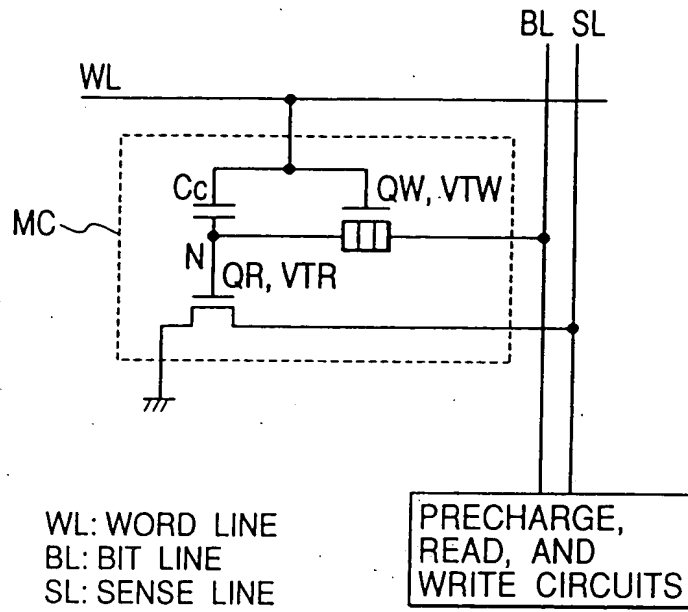 BL SL
WL
Cc
QW, VTW
MC
N
QR, VTR
WL: WORD LINE
BL: BIT LINE
SL: SENSE LINE
PRECHARGE,
READ, AND
WRITE CIRCUITS